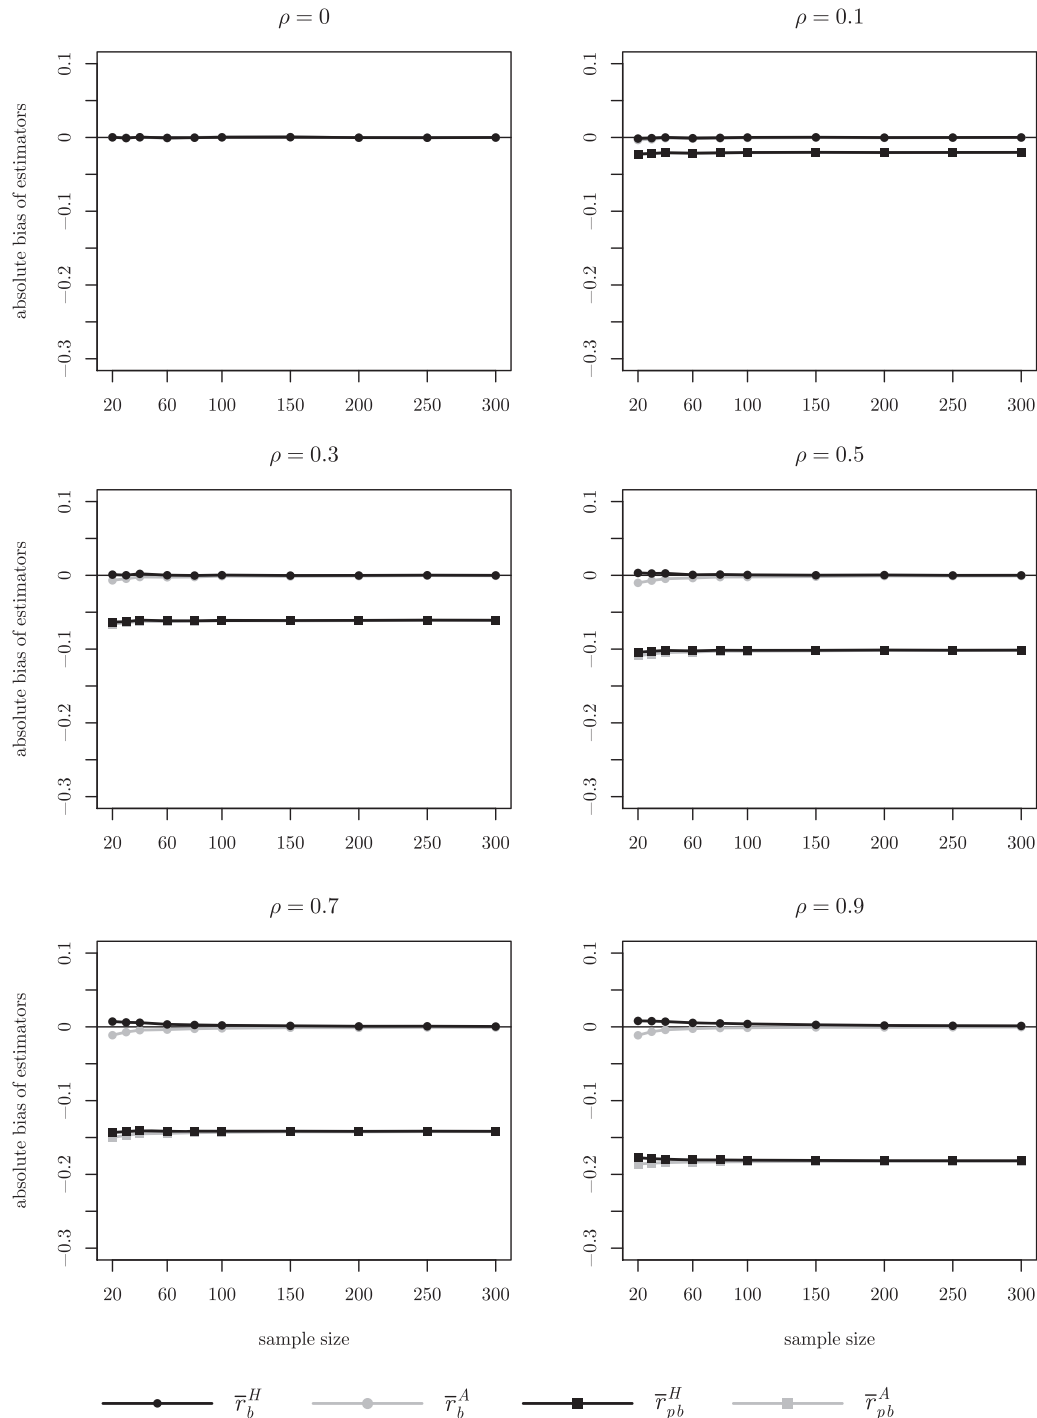 ρ = 0
ρ = 0.1
absolute bias of estimators
0.1
0
−0.1
−0.2
−0.3
20 60 100 150 200 250 300
0.1
0
−0.1
−0.2
−0.3
20 60 100 150 200 250 300
ρ = 0.3
ρ = 0.5
absolute bias of estimators
0.1
0
−0.1
−0.2
−0.3
20 60 100 150 200 250 300
0.1
0
−0.1
−0.2
−0.3
20 60 100 150 200 250 300
ρ = 0.7
ρ = 0.9
absolute bias of estimators
0.1
0
−0.1
−0.2
−0.3
20 60 100 150 200 250 300
sample size
0.1
0
−0.1
−0.2
−0.3
20 60 100 150 200 250 300
sample size
r̅_b^H r̅_b^A r̅_pb^H r̅_pb^A